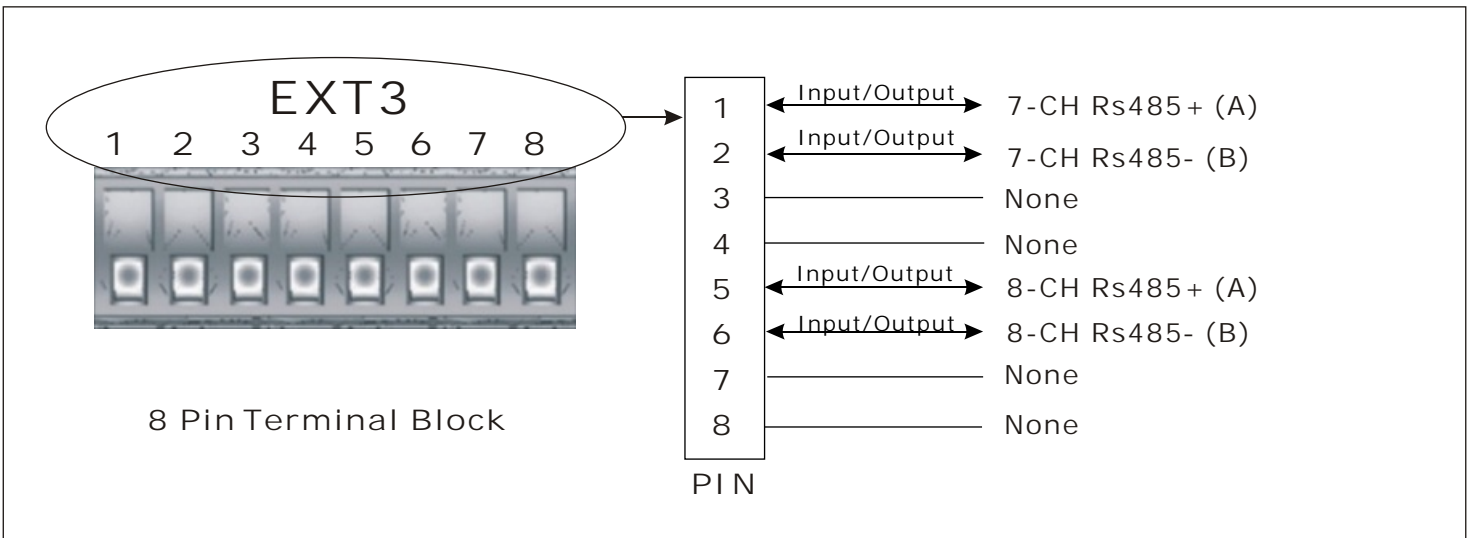 EXT3
1 2 3 4 5 6 7 8
8 Pin Terminal Block
1 Input/Output 7-CH Rs485+ (A)
2 Input/Output 7-CH Rs485- (B)
3 None
4 None
5 Input/Output 8-CH Rs485+ (A)
6 Input/Output 8-CH Rs485- (B)
7 None
8 None
PIN